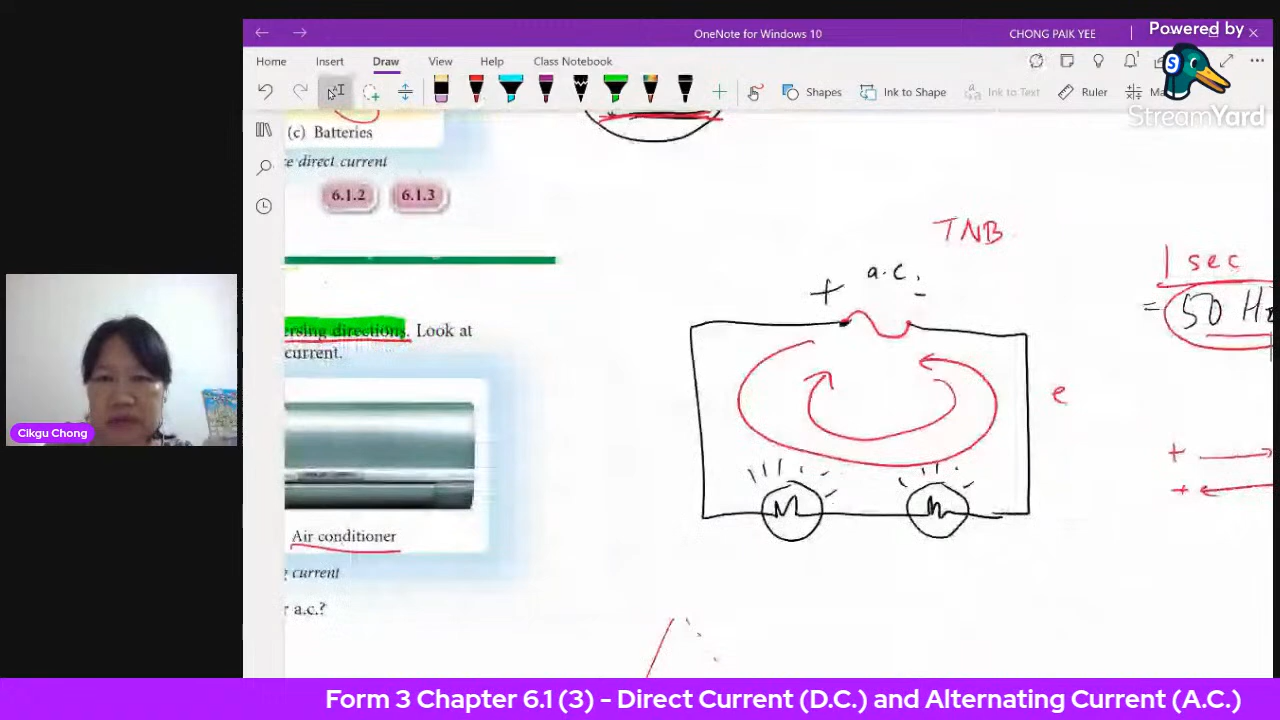 OneNote for Windows 10
CHONG PAIK YEE
Powered by
StreamYard
Home
Insert
Draw
View
Help
Class Notebook
Shapes
Ink to Shape
Ink to Text
Ruler
(c) Batteries
direct current
6.1.2
6.1.3
TNB
a.c.
+
-
1 sec
= 50 Hz
ersing directions. Look at
current.
e
+
+
Cikgu Chong
Air conditioner
current
r a.c.?
Form 3 Chapter 6.1 (3) - Direct Current (D.C.) and Alternating Current (A.C.)